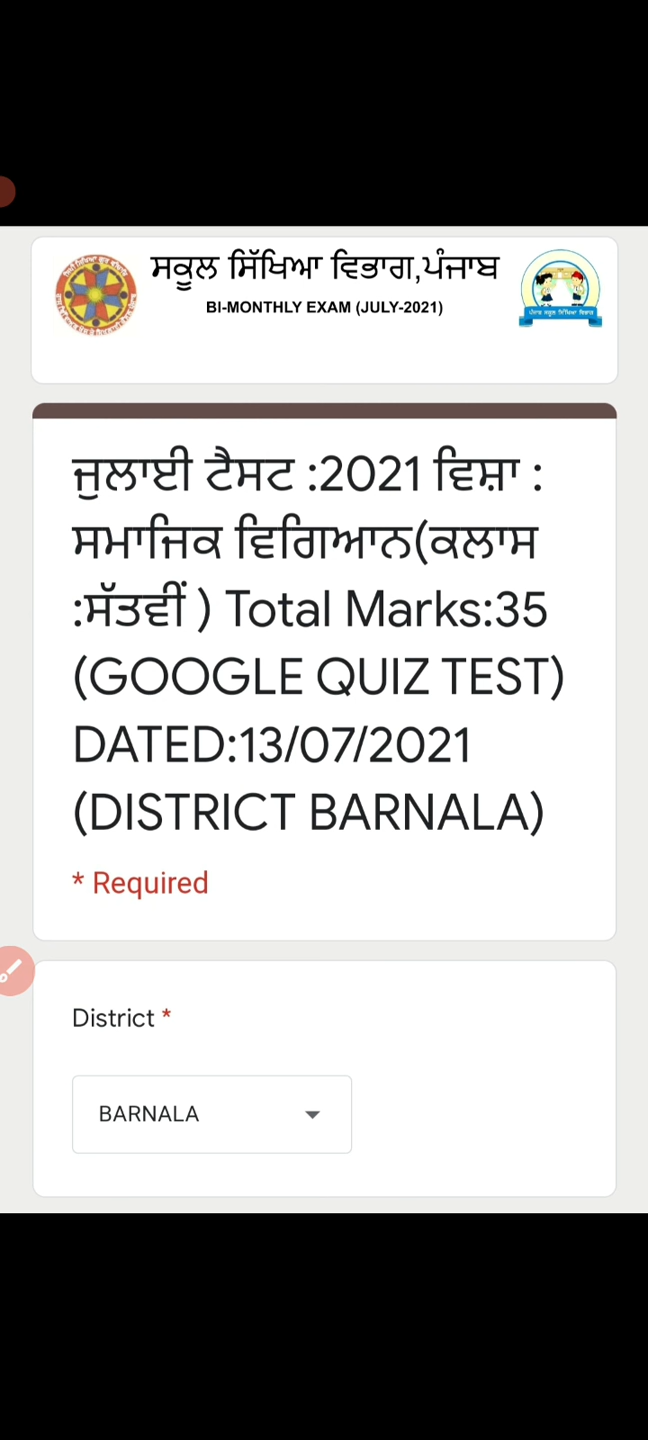 ਸਕੂਲ ਸਿੱਖਿਆ ਵਿਭਾਗ,ਪੰਜਾਬ
BI-MONTHLY EXAM (JULY-2021)
ਪੰਜਾਬ ਸਕੂਲ ਸਿੱਖਿਆ ਵਿਭਾਗ
ਜੁਲਾਈ ਟੈਸਟ :2021 ਵਿਸ਼ਾ :
ਸਮਾਜਿਕ ਵਿਗਿਆਨ(ਕਲਾਸ
:ਸੱਤਵੀਂ ) Total Marks:35
(GOOGLE QUIZ TEST)
DATED:13/07/2021
(DISTRICT BARNALA)
* Required
District *
BARNALA